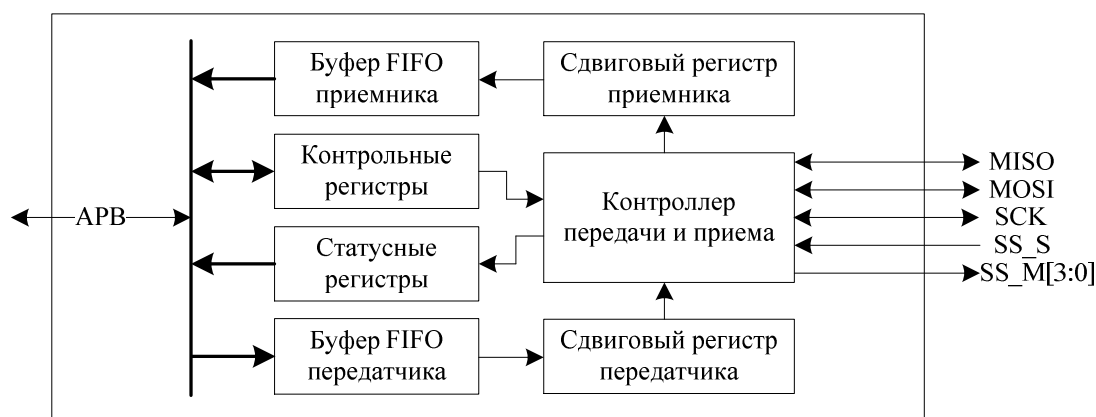 Буфер FIFO
приемника
Сдвиговый регистр
приемника
Контрольные
регистры
Контроллер
передачи и приема
MISO
MOSI
SCK
SS_S
SS_M[3:0]
APB
Статусные
регистры
Буфер FIFO
передатчика
Сдвиговый регистр
передатчика